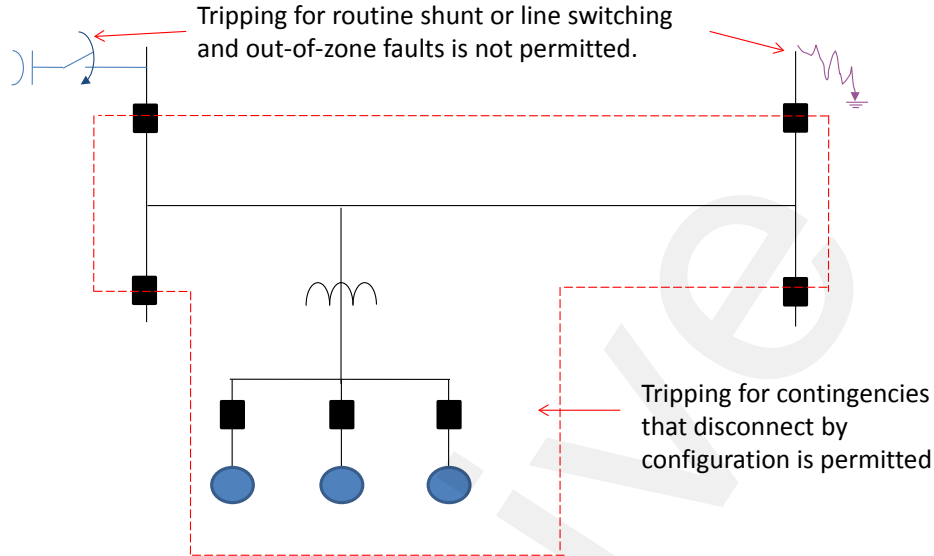 Tripping for routine shunt or line switching
and out-of-zone faults is not permitted.
Tripping for contingencies
that disconnect by
configuration is permitted